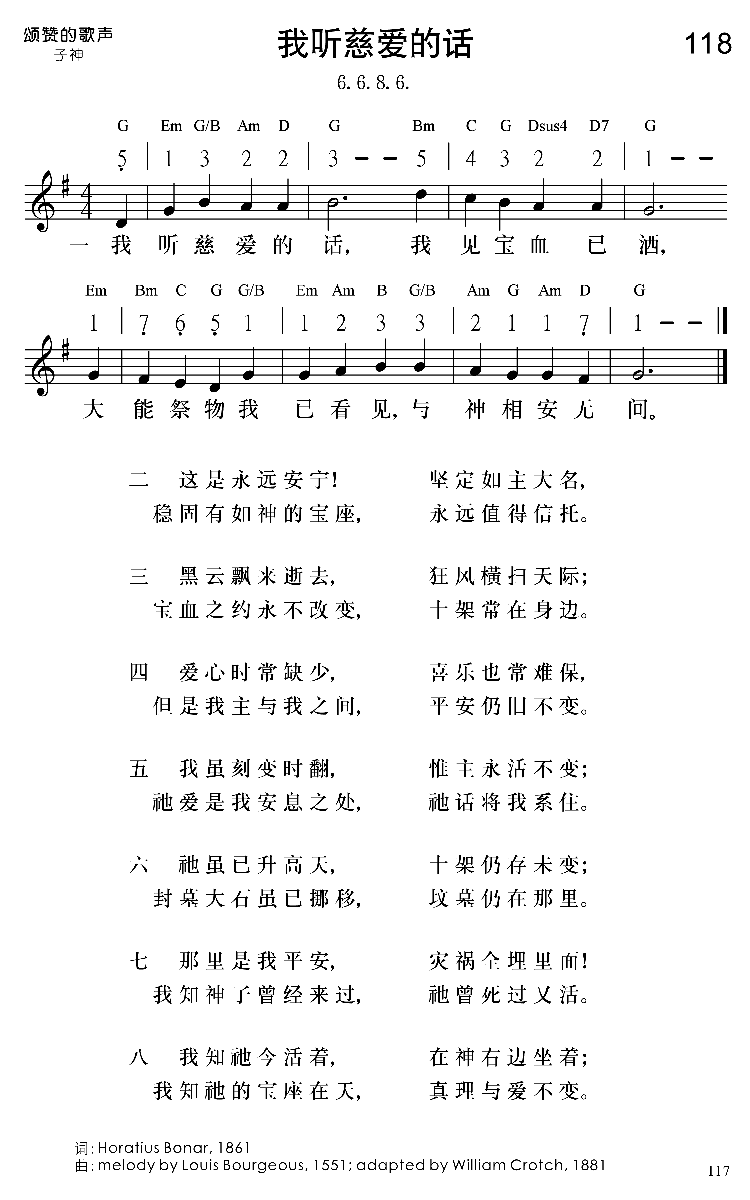 颂赞的歌声
子神
我听慈爱的话
118
6. 6. 8. 6.
G Em G/B Am D G Bm C G Dsus4 D7 G
5 | 1 3 2 2 | 3 – – 5 | 4 3 2 2 | 1 – –
4 4
一 我 听 慈 爱 的 话, 我 见 宝 血 已 洒,
Em Bm C G G/B Em Am B G/B Am G Am D G
1 | 7 6 5 1 | 1 2 3 3 | 2 1 1 7 | 1 – –
大 能 祭 物 我 已 看 见, 与 神 相 安 无 间。
二 这是永远安宁! 坚定如主大名,
稳固有如神的宝座, 永远值得信托。
三 黑云飘来逝去, 狂风横扫天际;
宝血之约永不改变, 十架常在身边。
四 爱心时常缺少, 喜乐也常难保,
但是我主与我之间, 平安仍旧不变。
五 我虽刻变时翻, 惟主永活不变;
祂爱是我安息之处, 祂话将我系住。
六 祂虽已升高天, 十架仍存未变;
封墓大石虽已挪移, 坟墓仍在那里。
七 那里是我平安, 灾祸全埋里面!
我知神子曾经来过, 祂曾死过又活。
八 我知祂今活着, 在神右边坐着;
我知祂的宝座在天, 真理与爱不变。
词: Horatius Bonar, 1861
曲: melody by Louis Bourgeous, 1551; adapted by William Crotch, 1881
117